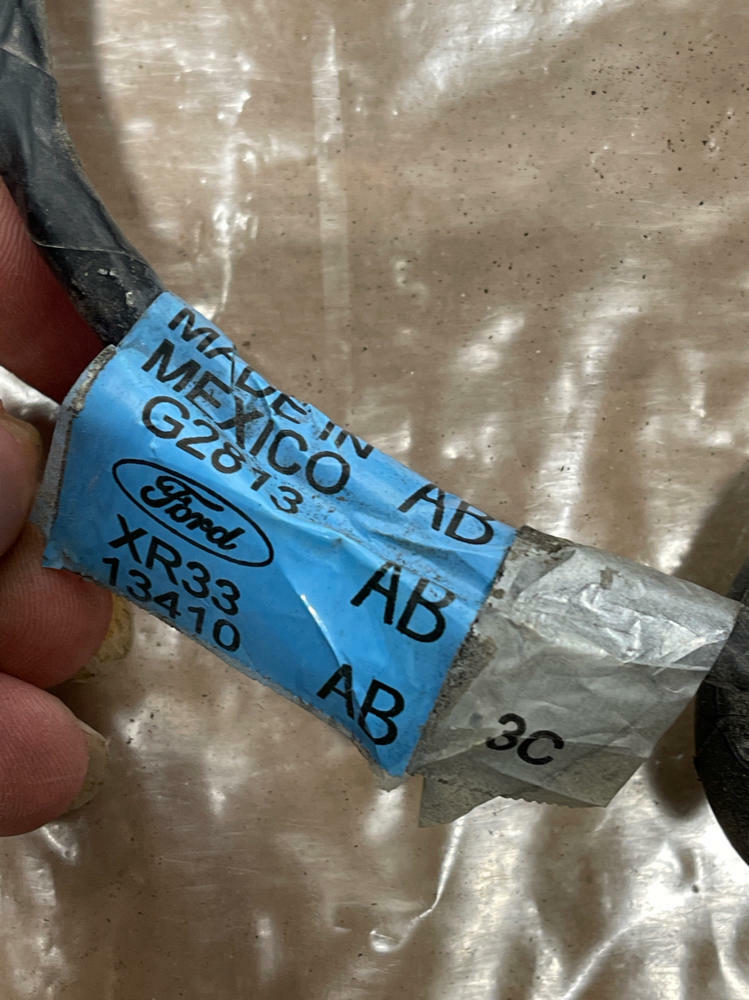 MADE IN
MEXICO
G2813
Ford
XR33
13410
AB
AB
AB
3C